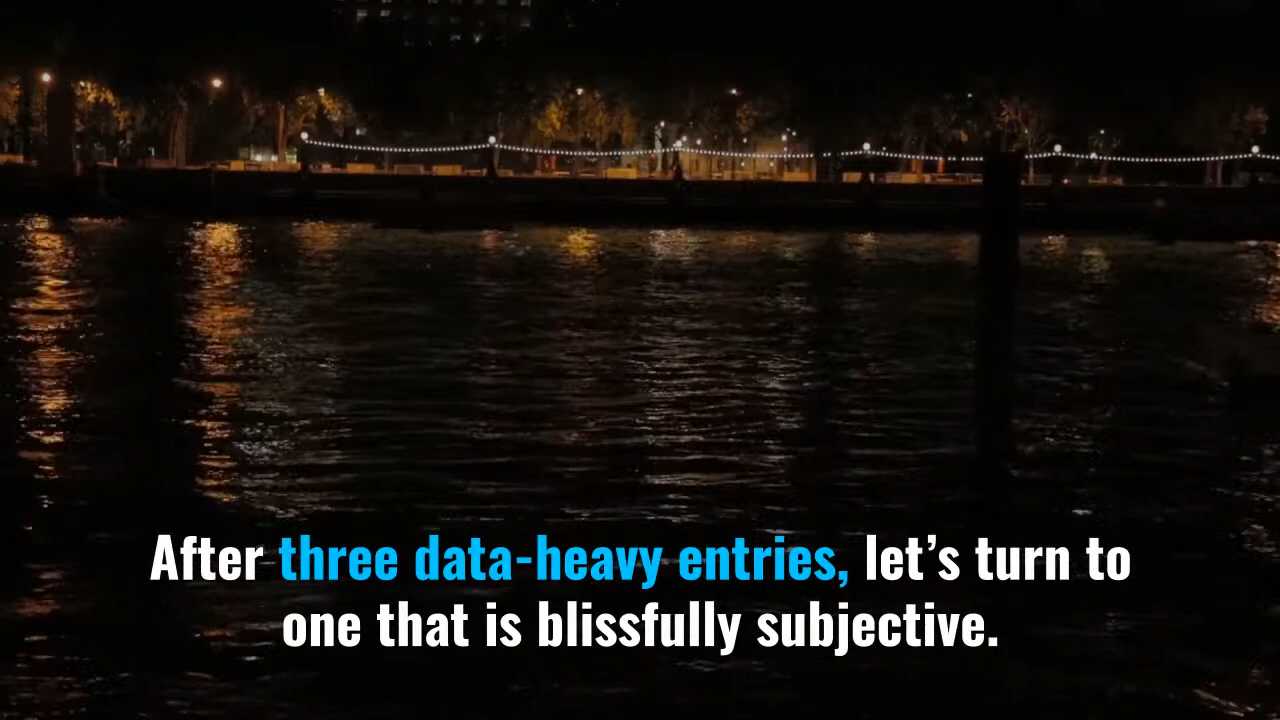 After three data-heavy entries, let’s turn to
one that is blissfully subjective.